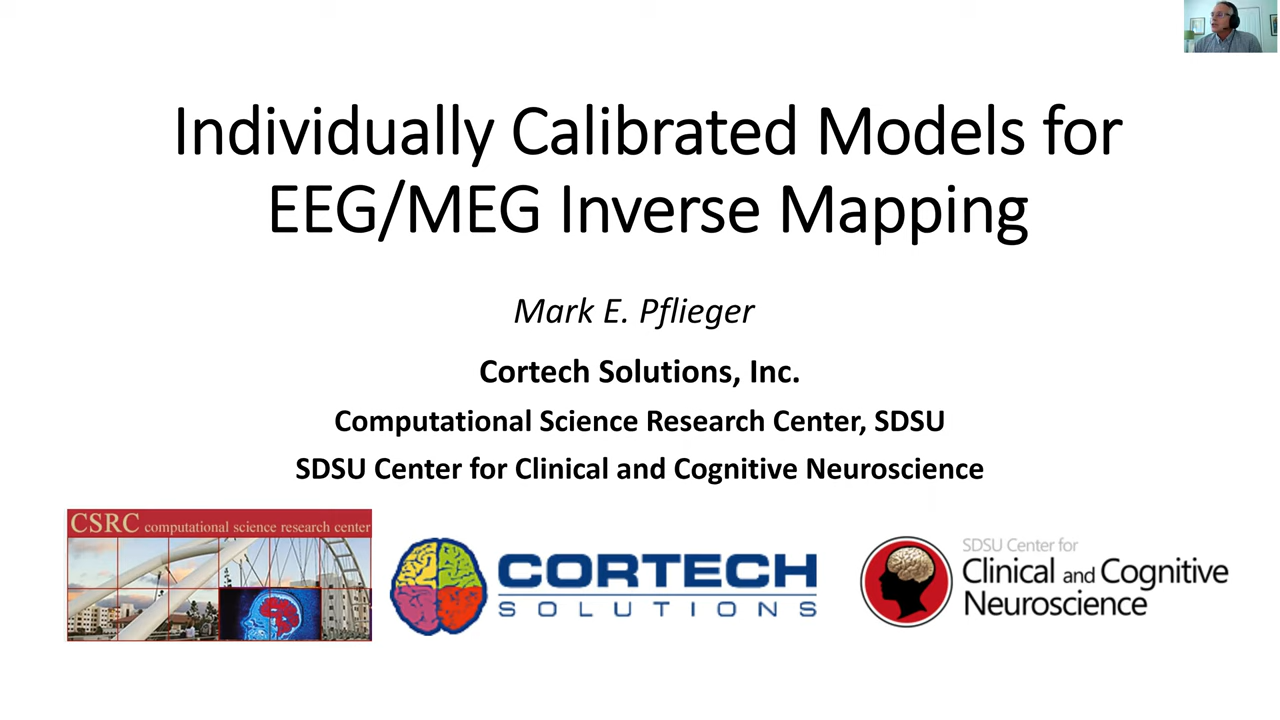 Individually Calibrated Models for
EEG/MEG Inverse Mapping
Mark E. Pflieger
Cortech Solutions, Inc.
Computational Science Research Center, SDSU
SDSU Center for Clinical and Cognitive Neuroscience
CSRC computational science research center
CORTECH
SOLUTIONS
SDSU Center for
Clinical and Cognitive
Neuroscience